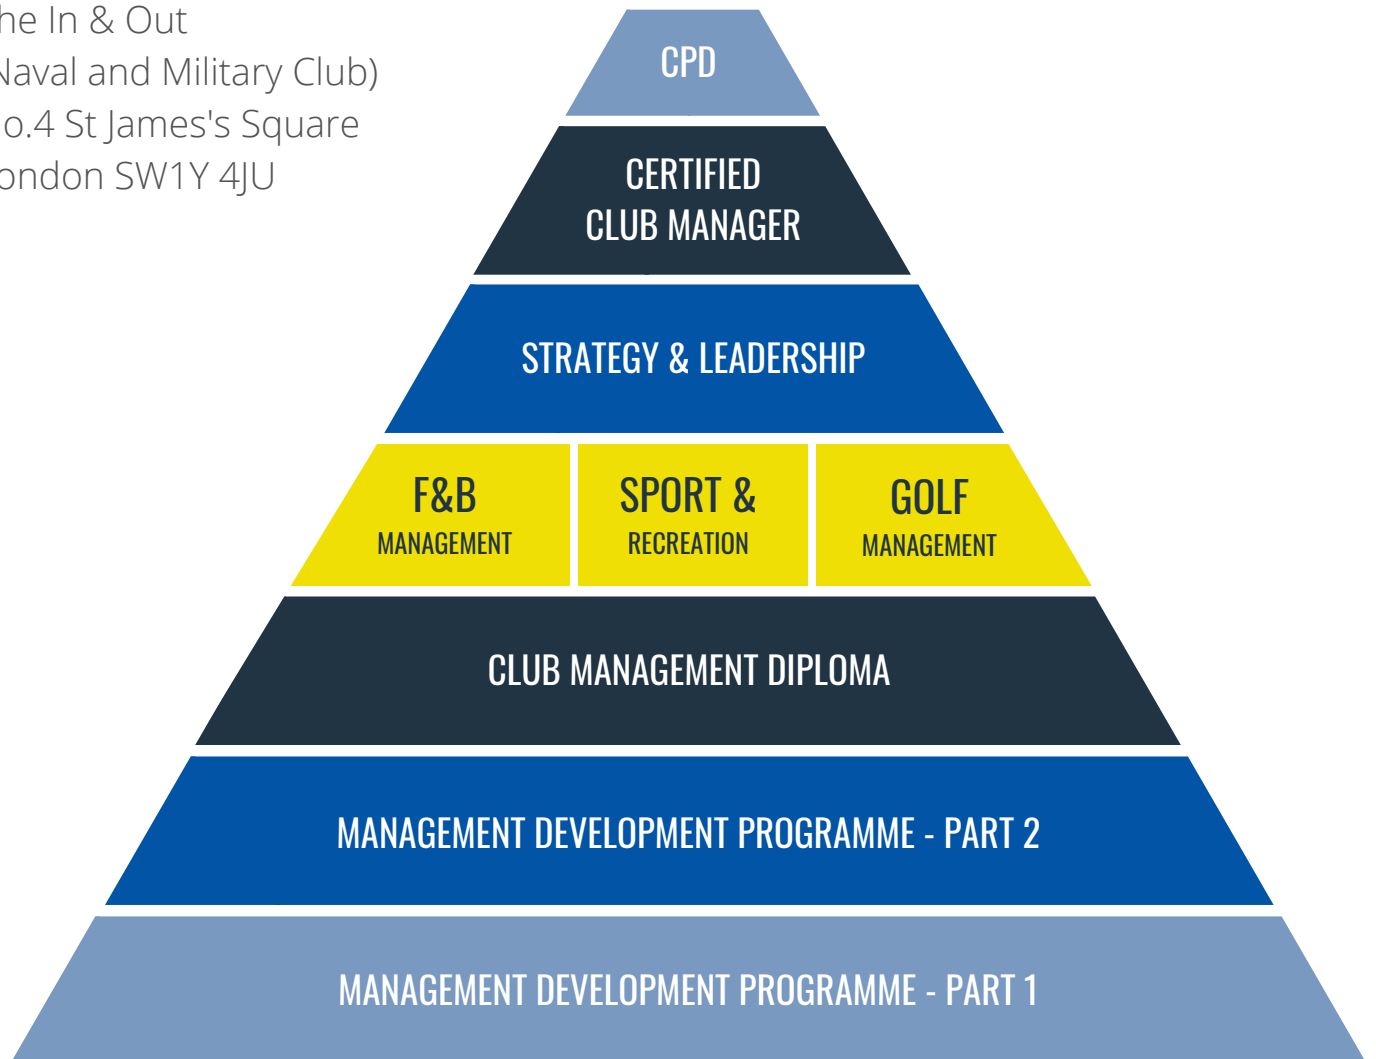 he In & Out
Naval and Military Club)
o.4 St James's Square
ondon SW1Y 4JU
CPD
CERTIFIED
CLUB MANAGER
STRATEGY & LEADERSHIP
F&B
MANAGEMENT
SPORT &
RECREATION
GOLF
MANAGEMENT
CLUB MANAGEMENT DIPLOMA
MANAGEMENT DEVELOPMENT PROGRAMME - PART 2
MANAGEMENT DEVELOPMENT PROGRAMME - PART 1